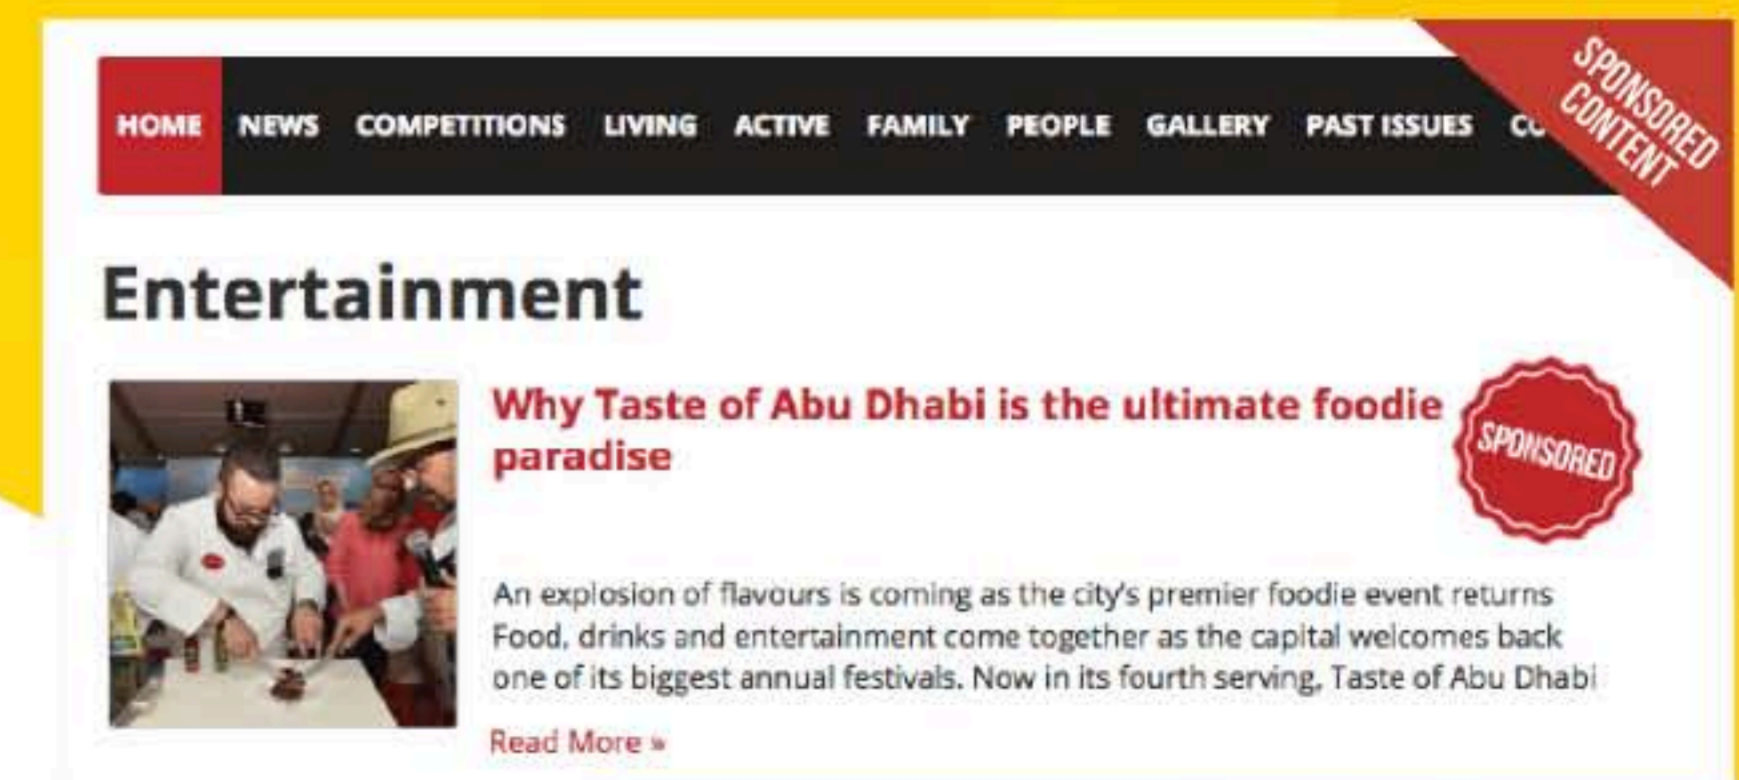 SPONSORED
CONTENT
HOME NEWS COMPETITIONS LIVING ACTIVE FAMILY PEOPLE GALLERY PAST ISSUES
Entertainment
Why Taste of Abu Dhabi is the ultimate foodie
paradise
SPONSORED
An explosion of flavours is coming as the city's premier foodie event returns
Food, drinks and entertainment come together as the capital welcomes back
one of its biggest annual festivals. Now in its fourth serving, Taste of Abu Dhabi
Read More »